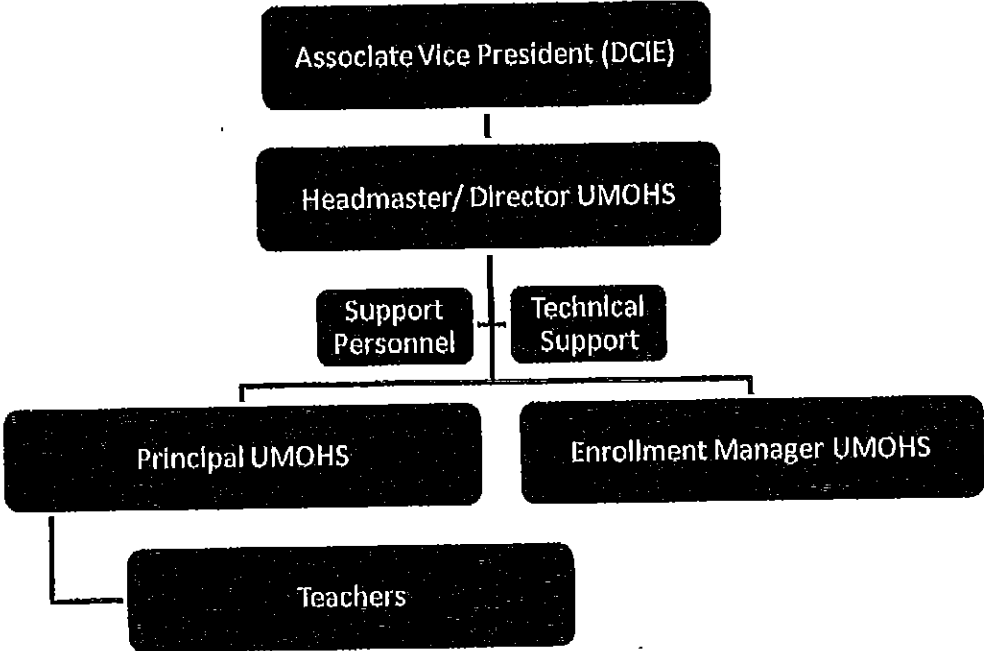 Associate Vice President (DCIE)
Headmaster/ Director UMOHS
Support
Personnel
Technical
Support
Principal UMOHS
Enrollment Manager UMOHS
Teachers